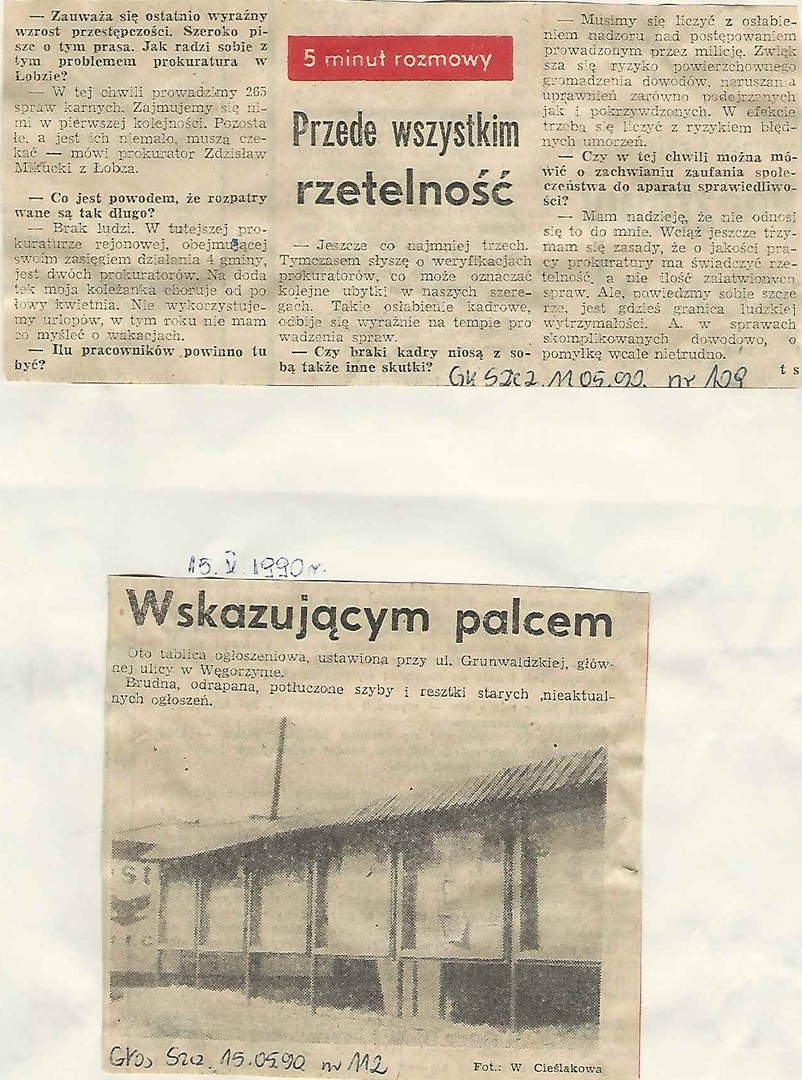 — Zauważa się ostatnio wyraźny
wzrost przestępczości. Szeroko pi-
sze o tym prasa. Jak radzi sobie z
tym problemem prokuratura w
Łobzie?
— W tej chwili prowadzimy 265
spraw karnych. Zajmujemy się ni-
mi w pierwszej kolejności. Pozosta
łe, a jest ich niemało, muszą cze-
kać — mówi prokurator Zdzisław
Mikucki z Łobza.
— Co jest powodem, że rozpatry
wane są tak długo?
— Brak ludzi. W tutejszej pro-
kuraturze rejonowej, obejmującej
swoim zasięgiem działania 4 gminy,
jest dwóch prokuratorów. Na doda
tek moja koleżanka choruje od po
łowy kwietnia. Nie wykorzystuje-
my urlopów, w tym roku nie mam
co myśleć o wakacjach.
— Ilu pracowników powinno tu
być?
5 minut rozmowy
Przede wszystkim
rzetelność
— Jeszcze co najmniej trzech.
Tymczasem słyszę o weryfikacjach
prokuratorów, co może oznaczać
kolejne ubytki w naszych szere-
gach. Takie osłabienie kadrowe,
odbije się wyraźnie na tempie pro
wadzenia spraw.
— Czy braki kadry niosą z so-
bą także inne skutki?
— Musimy się liczyć z osłabie-
niem nadzoru nad postępowaniem
prowadzonym przez milicję. Zwięk
sza się ryzyko powierzchownego
gromadzenia dowodów, naruszania
uprawnień zarówno podejrzanych
jak i pokrzywdzonych. W efekcie
trzeba się liczyć z ryzykiem błęd-
nych umorzeń.
— Czy w tej chwili można mó-
wić o zachwianiu zaufania społe-
czeństwa do aparatu sprawiedliwo-
ści?
— Mam nadzieję, że nie odnosi
się to do mnie. Wciąż jeszcze trzy-
mam się zasady, że o jakości pra-
cy prokuratury ma świadczyć rze-
telność, a nie ilość załatwionych
spraw. Ale, powiedzmy sobie szcze
rze, jest gdzieś granica ludzkiej
wytrzymałości. A w sprawach
skomplikowanych dowodowo, o
pomyłkę wcale nietrudno.
t s
GK Szcz. 11.05.90. nr 109
15. V. 1990 r.
Wskazującym palcem
Oto tablica ogłoszeniowa, ustawiona przy ul. Grunwaldzkiej, głów-
nej ulicy w Węgorzynie.
Brudna, odrapana, potłuczone szyby i resztki starych ,nieaktual-
nych ogłoszeń.
Głos Szcz. 15.05.90 nr 112
Fot.: W Cieślakowa